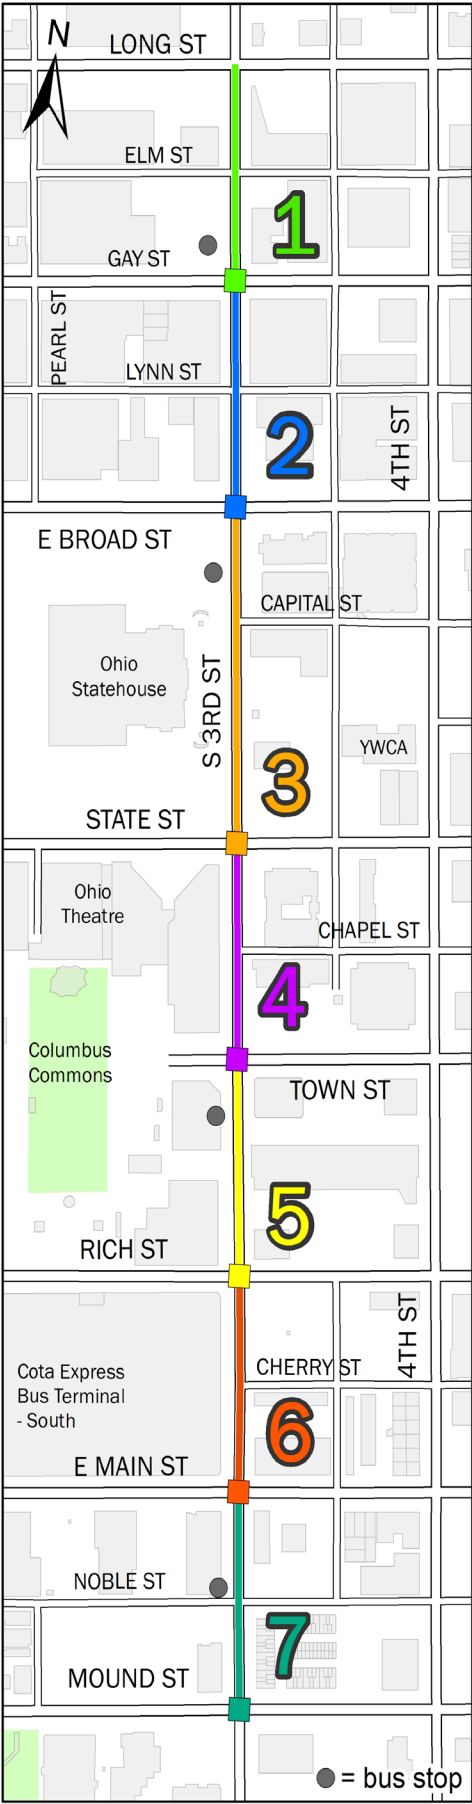 N
LONG ST
ELM ST
1
GAY ST
PEARL ST
LYNN ST
2
4TH ST
E BROAD ST
CAPITAL ST
Ohio
Statehouse
S 3RD ST
YWCA
3
STATE ST
Ohio
Theatre
CHAPEL ST
4
Columbus
Commons
TOWN ST
5
RICH ST
4TH ST
CHERRY ST
Cota Express
Bus Terminal
- South
6
E MAIN ST
NOBLE ST
7
MOUND ST
= bus stop